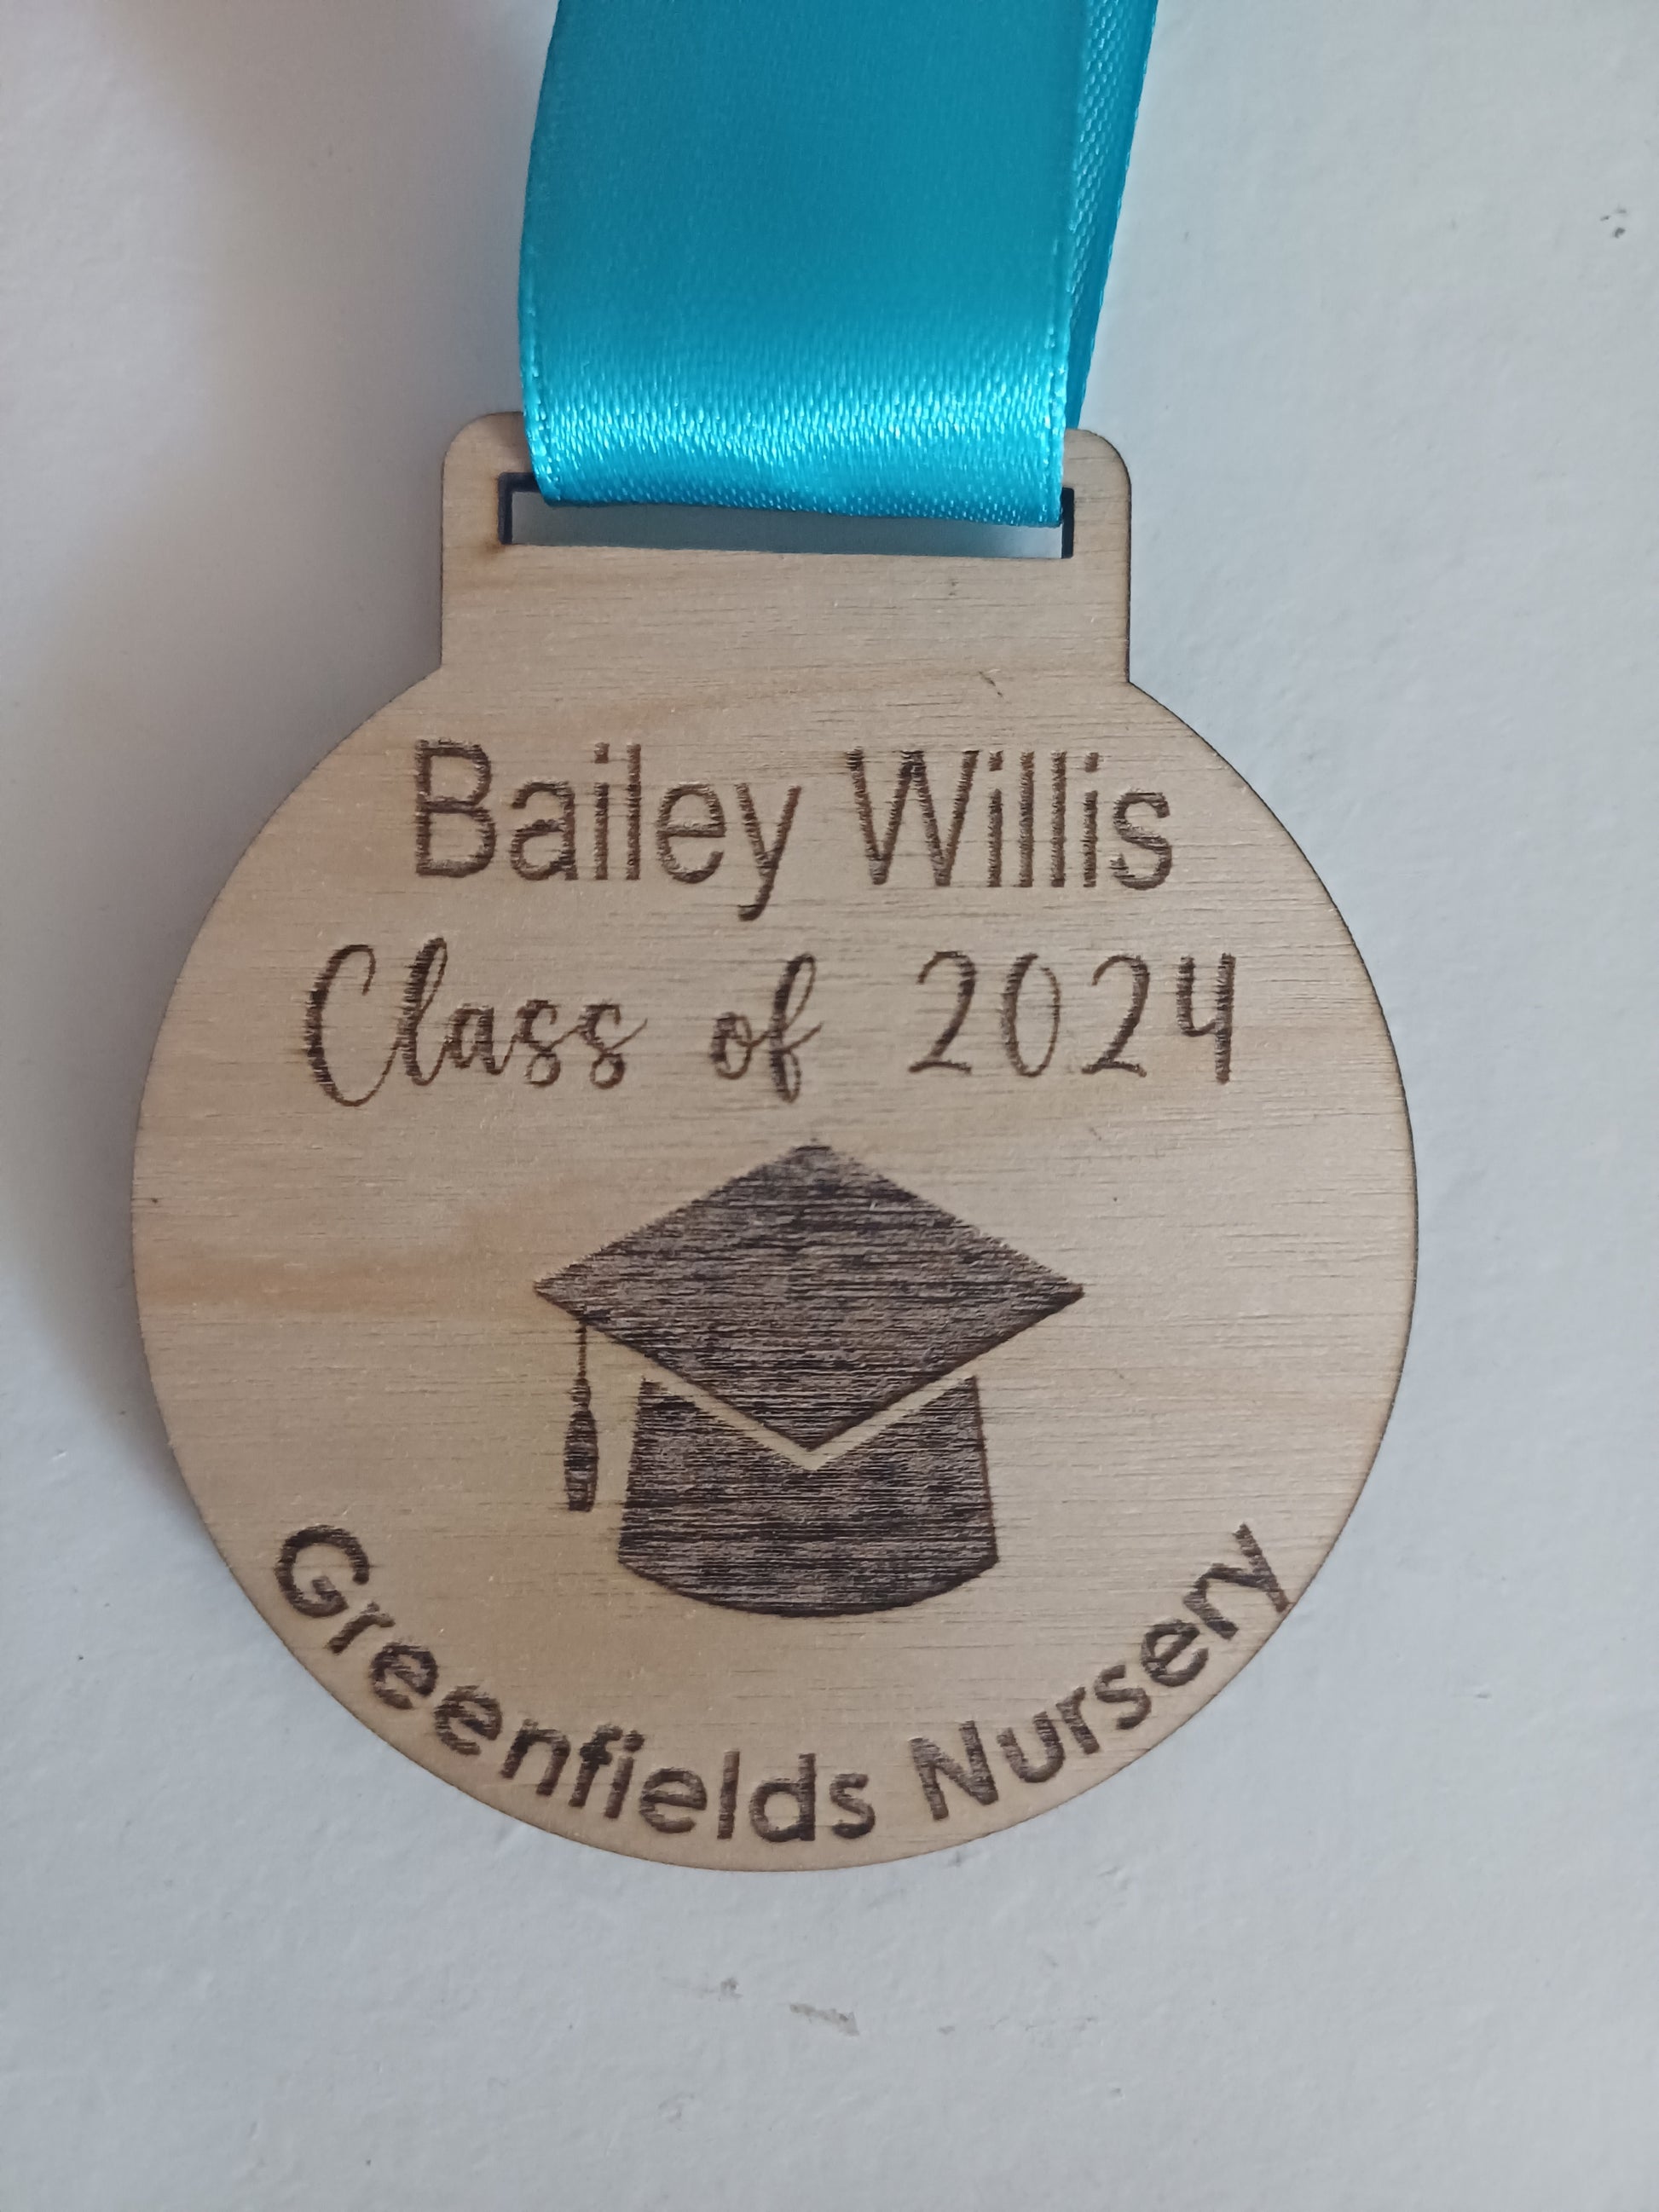 Bailey Willis
Class of 2024
Greenfields Nursery